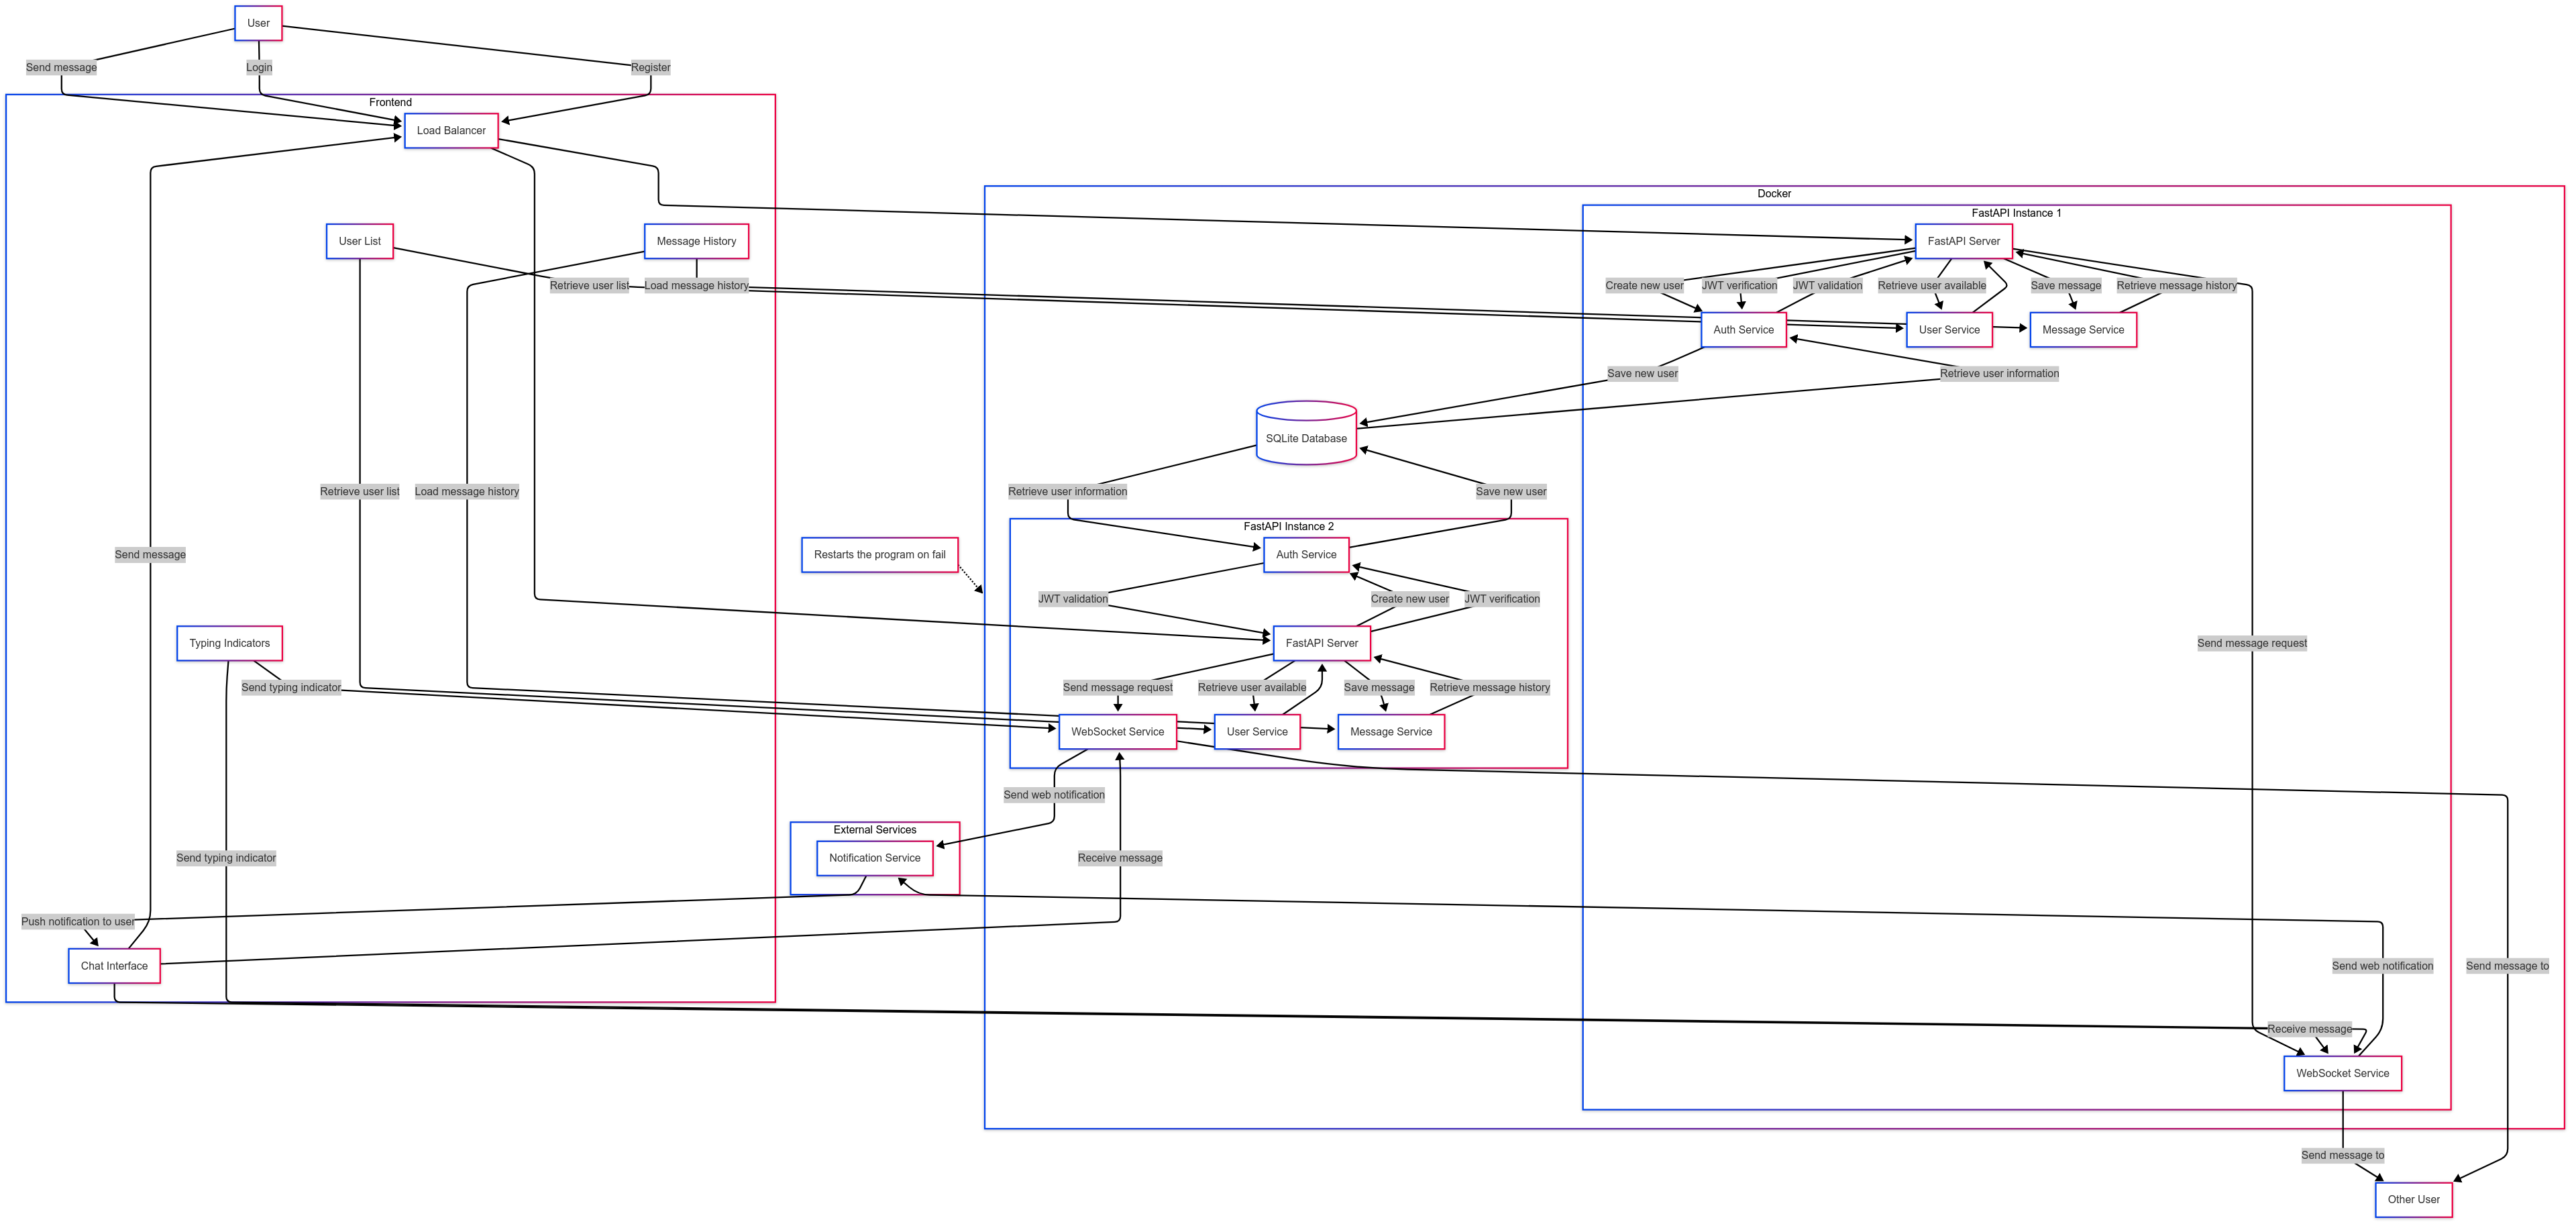 User
Send message
Login
Register
Frontend
Load Balancer
Docker
FastAPI Instance 1
User List
Message History
FastAPI Server
Retrieve user list
Load message history
Create new user
JWT verification
JWT validation
Retrieve user available
Save message
Retrieve message history
Auth Service
User Service
Message Service
Save new user
Retrieve user information
SQLite Database
Retrieve user list
Load message history
Retrieve user information
Save new user
FastAPI Instance 2
Send message
Restarts the program on fail
Auth Service
JWT validation
Create new user
JWT verification
Typing Indicators
FastAPI Server
Send message request
Send typing indicator
Send message request
Retrieve user available
Save message
Retrieve message history
WebSocket Service
User Service
Message Service
Send web notification
External Services
Send typing indicator
Notification Service
Receive message
Push notification to user
Chat Interface
Send web notification
Send message to
Receive message
WebSocket Service
Send message to
Other User